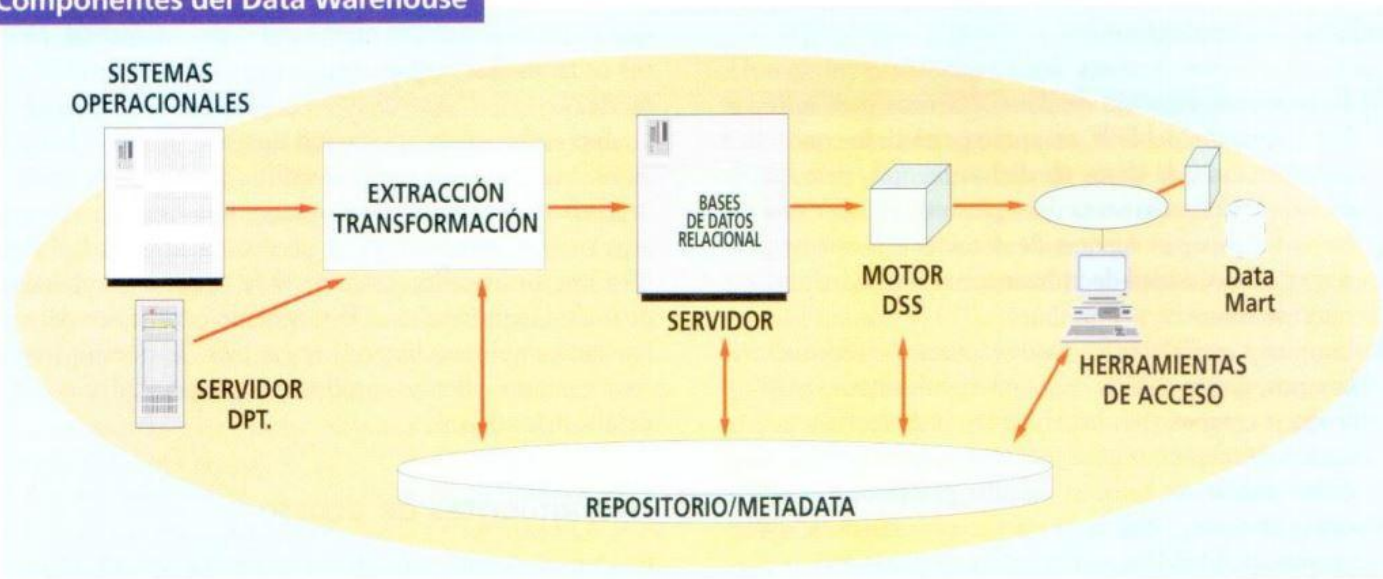 Componentes del Data Warehouse
SISTEMAS
OPERACIONALES
EXTRACCIÓN
TRANSFORMACIÓN
BASES
DE DATOS
RELACIONAL
SERVIDOR
MOTOR
DSS
Data
Mart
HERRAMIENTAS
DE ACCESO
SERVIDOR
DPT.
REPOSITORIO/METADATA